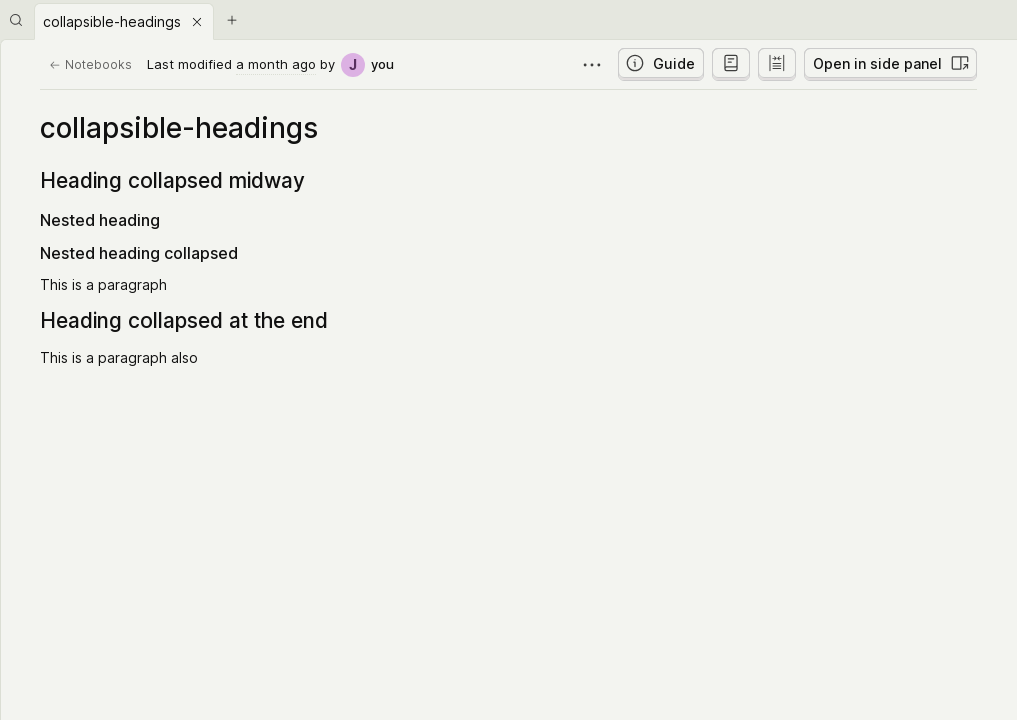 collapsible-headings
Notebooks Last modified a month ago by J you Guide Open in side panel
collapsible-headings
Heading collapsed midway
Nested heading
Nested heading collapsed
This is a paragraph
Heading collapsed at the end
This is a paragraph also